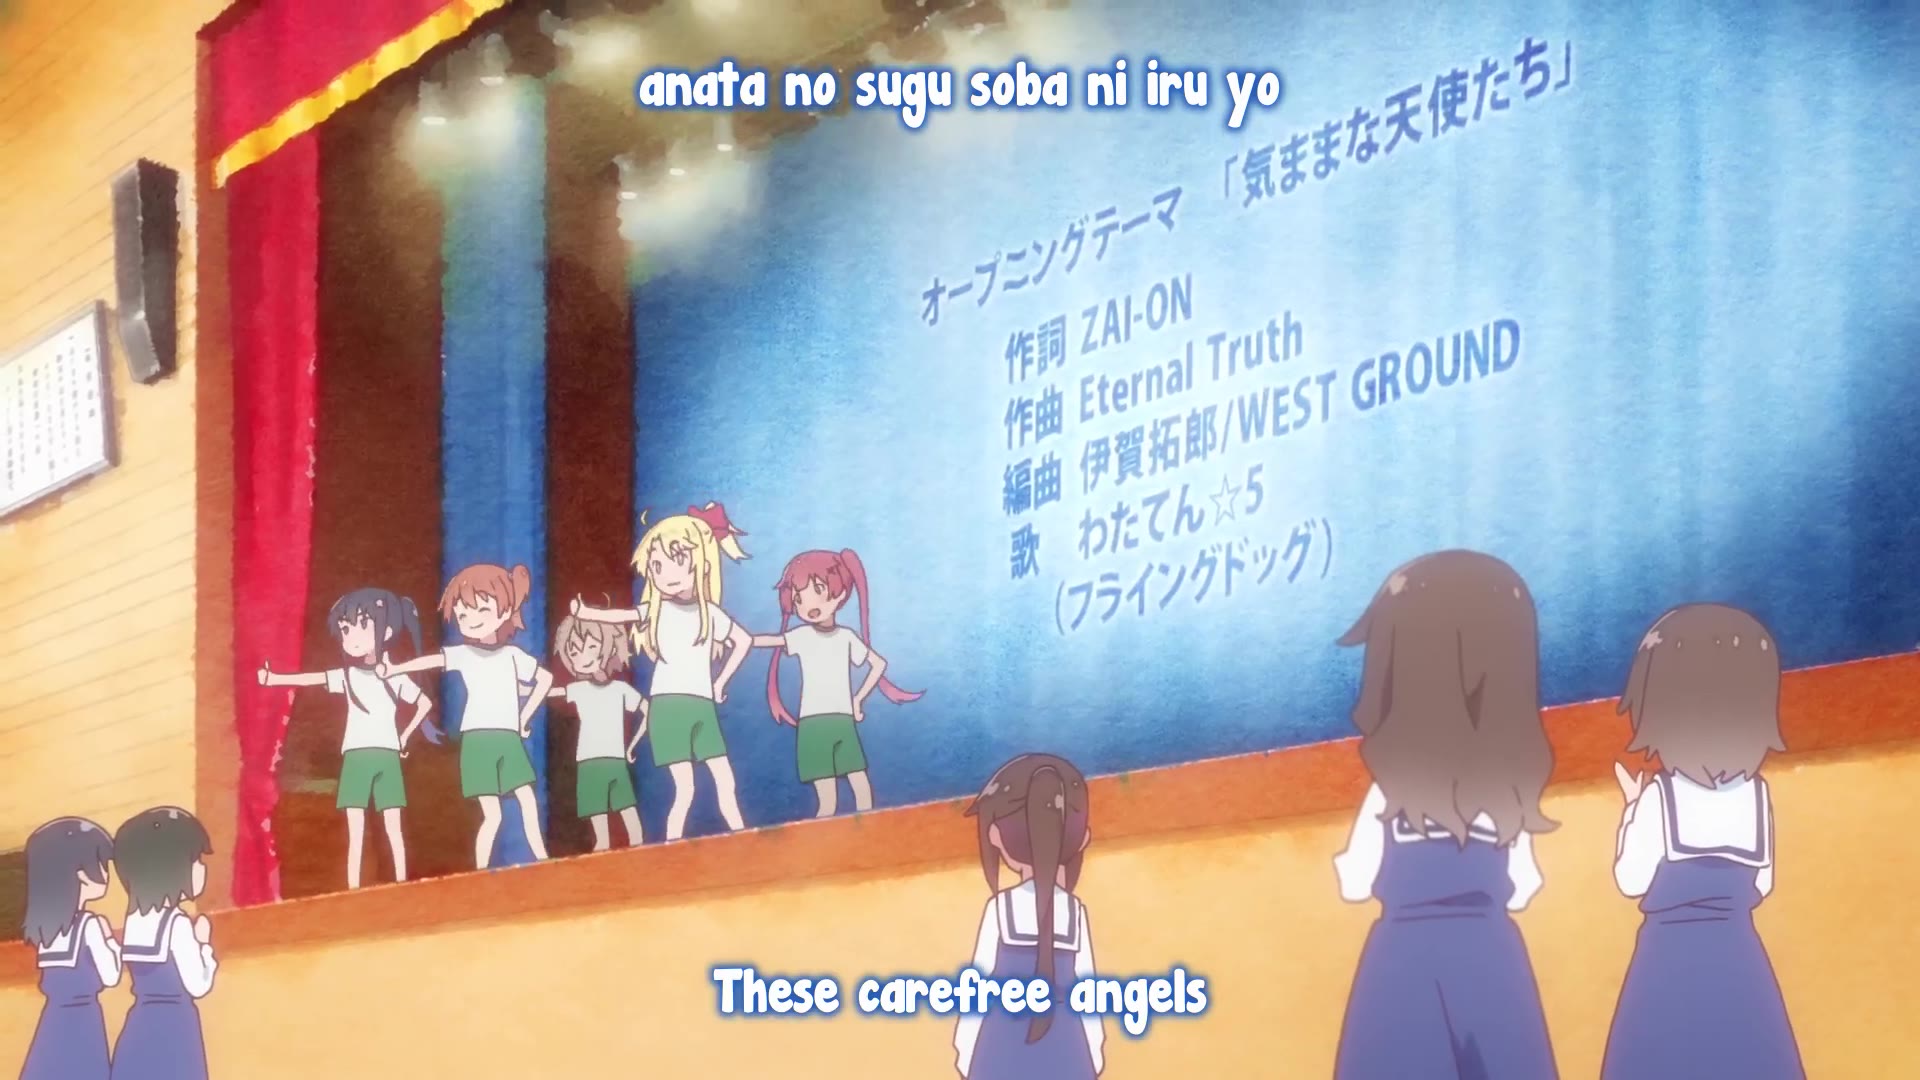 anata no sugu soba ni iru yo
オープニングテーマ 「気ままな天使たち」
作詞 ZAI-ON
作曲 Eternal Truth
編曲 伊賀拓郎/WEST GROUND
歌 わたてん☆5
(フライングドッグ)
These carefree angels